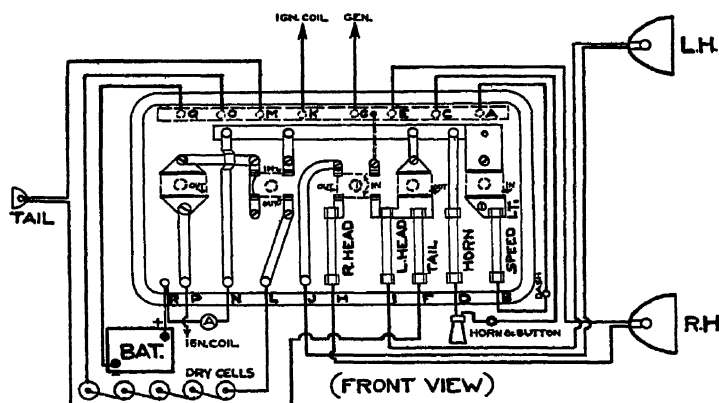 IGN. COIL GEN.
L.H.
Q O M K G E C A
OUT IN OUT OUT IN OUT IN
TAIL
R. HEAD L. HEAD TAIL HORN SPEED
R P N L J H I F D B DASH
+ A
IGN. COIL HORN & BUTTON R.H
BAT.
-
DRY CELLS
(FRONT VIEW)